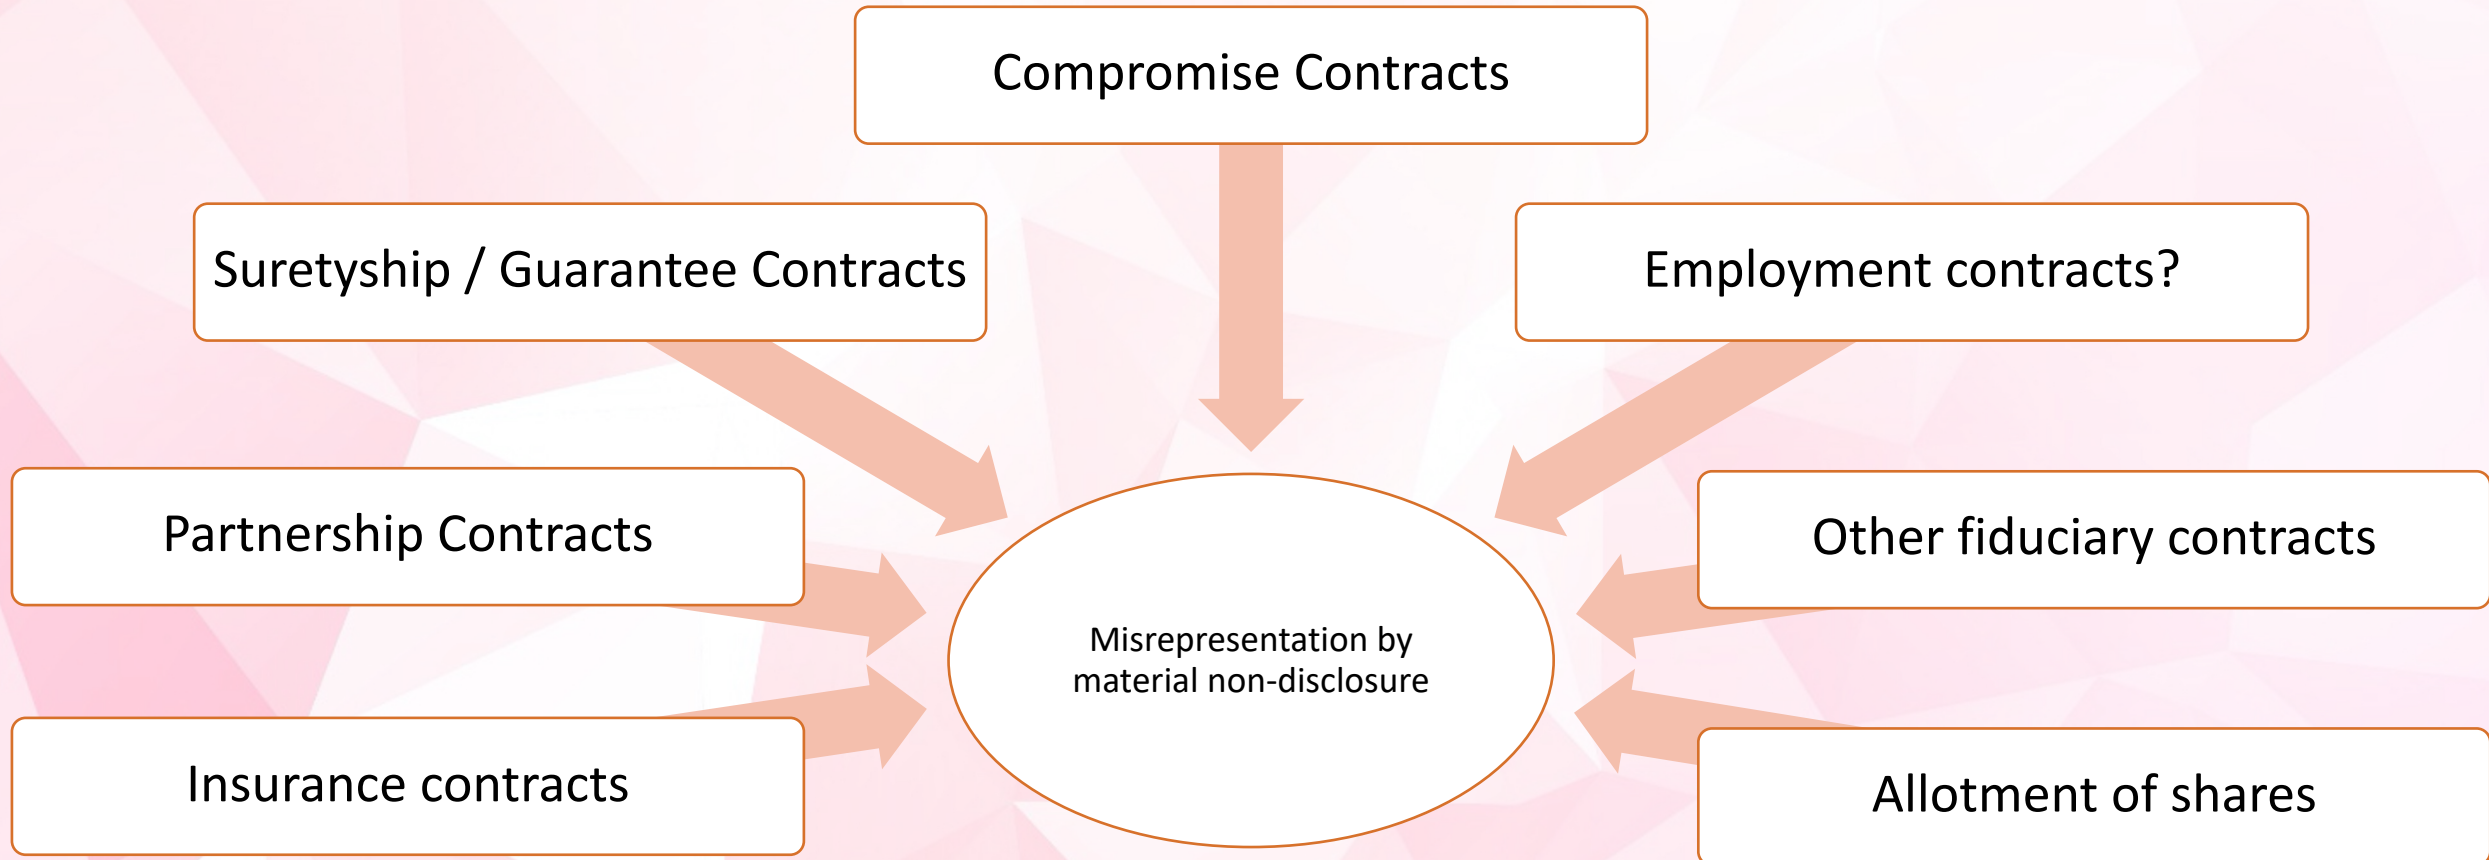 Compromise Contracts
Suretyship / Guarantee Contracts
Employment contracts?
Partnership Contracts
Other fiduciary contracts
Misrepresentation by
material non-disclosure
Insurance contracts
Allotment of shares